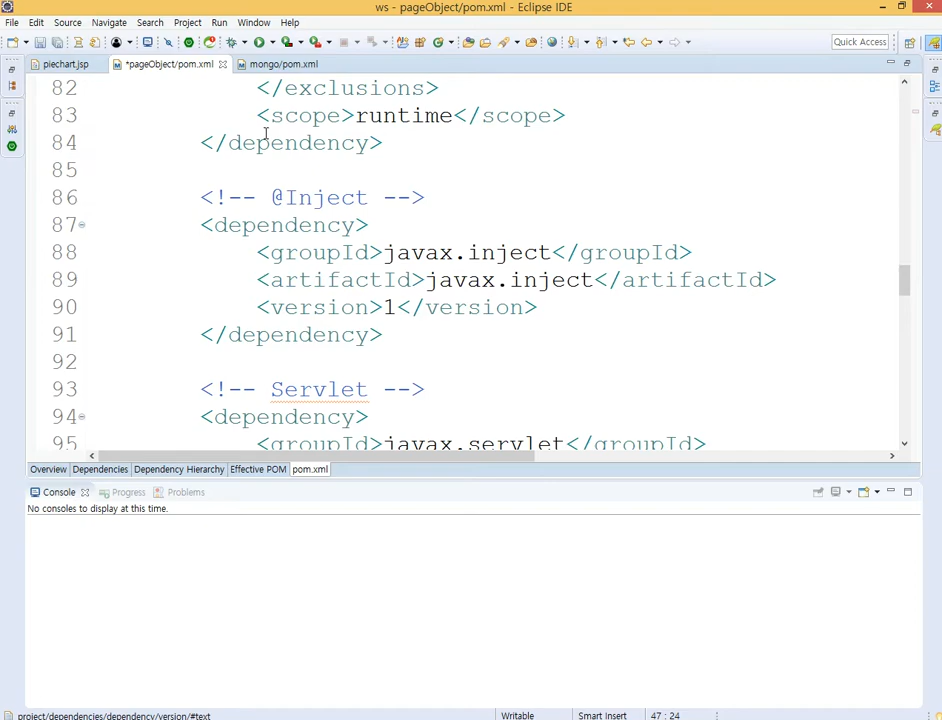 ws - pageObject/pom.xml - Eclipse IDE
File Edit Source Navigate Search Project Run Window Help
Quick Access
piechart.jsp *pageObject/pom.xml mongo/pom.xml
82 </exclusions>
83 <scope>runtime</scope>
84 </dependency>
85
86 <!-- @Inject -->
87 <dependency>
88 <groupId>javax.inject</groupId>
89 <artifactId>javax.inject</artifactId>
90 <version>1</version>
91 </dependency>
92
93 <!-- Servlet -->
94 <dependency>
95 <groupId>javax.servlet</groupId>
Overview Dependencies Dependency Hierarchy Effective POM pom.xml
Console Progress Problems
No consoles to display at this time.
project/dependencies/dependency/version/#text Writable Smart Insert 47 : 24